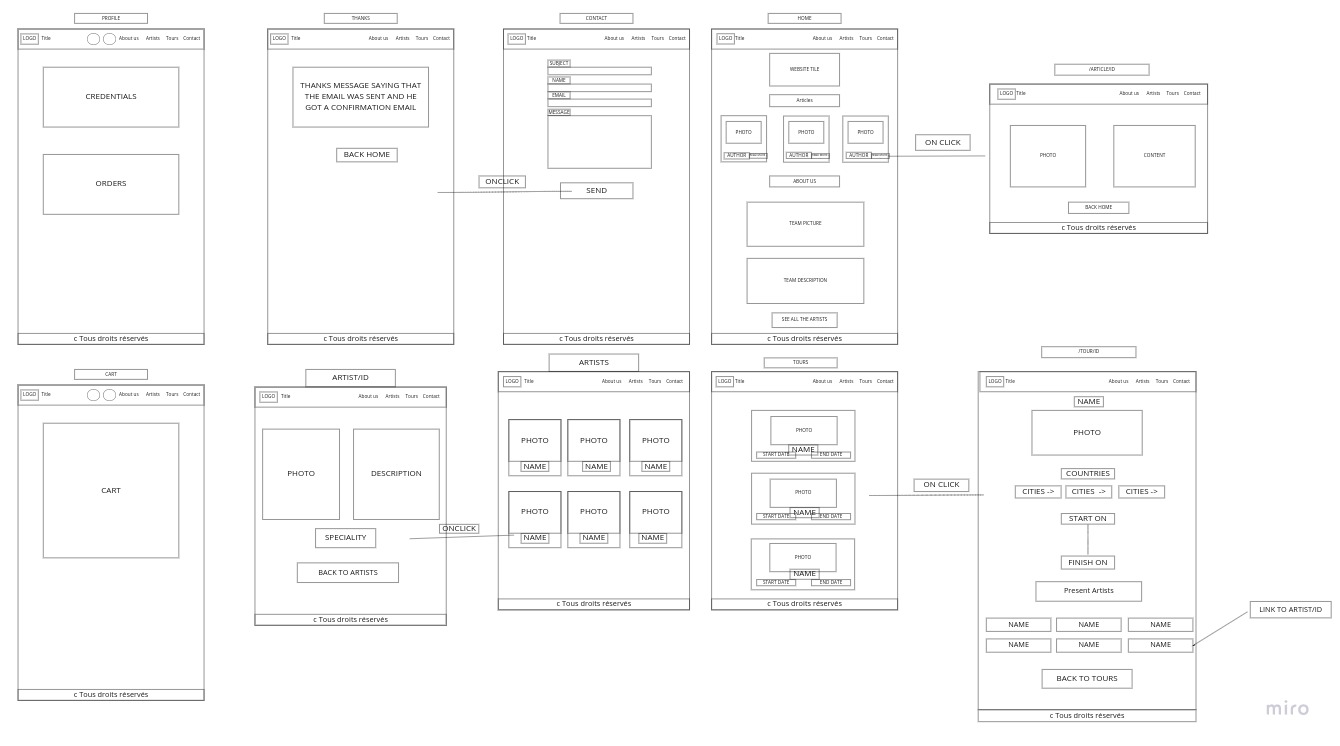 PROFILE
LOGO Title About us Artists Tours Contact
CREDENTIALS
ORDERS
c Tous droits réservés
THANKS
LOGO Title About us Artists Tours Contact
THANKS MESSAGE SAYING THAT
THE EMAIL WAS SENT AND HE
GOT A CONFIRMATION EMAIL
BACK HOME
c Tous droits réservés
ONCLICK
CONTACT
LOGO Title About us Artists Tours Contact
SUBJECT
NAME
EMAIL
MESSAGE
SEND
c Tous droits réservés
HOME
LOGO Title About us Artists Tours Contact
WEBSITE TILE
Articles
PHOTO PHOTO PHOTO
AUTHOR AUTHOR AUTHOR
ABOUT US
TEAM PICTURE
TEAM DESCRIPTION
SEE ALL THE ARTISTS
c Tous droits réservés
ON CLICK
/ARTICLE/ID
LOGO Title About us Artists Tours Contact
PHOTO CONTENT
BACK HOME
c Tous droits réservés
CART
LOGO Title About us Artists Tours Contact
CART
c Tous droits réservés
ARTIST/ID
LOGO Title About us Artists Tours Contact
PHOTO DESCRIPTION
SPECIALITY
BACK TO ARTISTS
c Tous droits réservés
ONCLICK
ARTISTS
LOGO Title About us Artists Tours Contact
PHOTO PHOTO PHOTO
NAME NAME NAME
PHOTO PHOTO PHOTO
NAME NAME NAME
c Tous droits réservés
TOURS
LOGO Title About us Artists Tours Contact
PHOTO
NAME
START DATE END DATE
PHOTO
NAME
START DATE END DATE
PHOTO
NAME
START DATE END DATE
c Tous droits réservés
ON CLICK
/TOUR/ID
LOGO Title About us Artists Tours Contact
NAME
PHOTO
COUNTRIES
CITIES -> CITIES -> CITIES ->
START ON
FINISH ON
Present Artists
NAME NAME NAME
NAME NAME NAME
BACK TO TOURS
c Tous droits réservés
LINK TO ARTIST/ID
miro